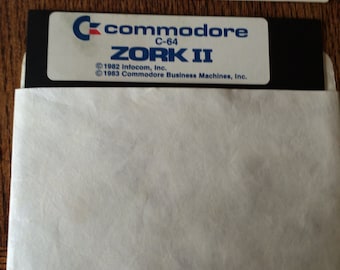 commodore
C-64
ZORK II
©1982 Infocom, Inc.
©1983 Commodore Business Machines, Inc.